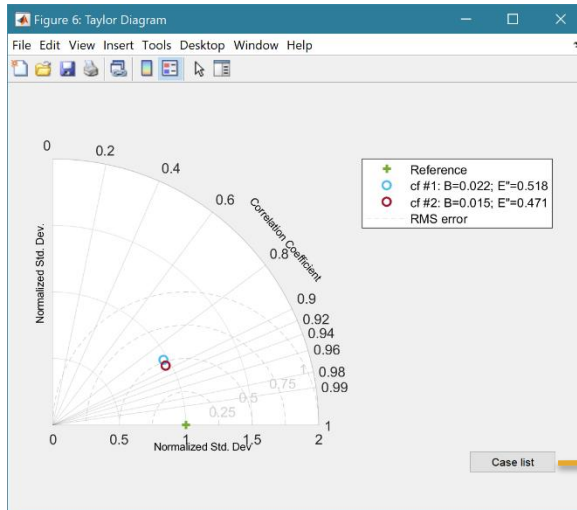 Figure 6: Taylor Diagram
File Edit View Insert Tools Desktop Window Help
0
0.2
0.4
0.6
0.8
0.9
0.92
0.94
0.96
0.98
0.99
1
Correlation Coefficient
Normalized Std. Dev.
0.25
0.5
0.75
1
0 0.5 1 1.5 2
Normalized Std. Dev
Reference
cf #1: B=0.022; E"=0.518
cf #2: B=0.015; E"=0.471
RMS error
Case list